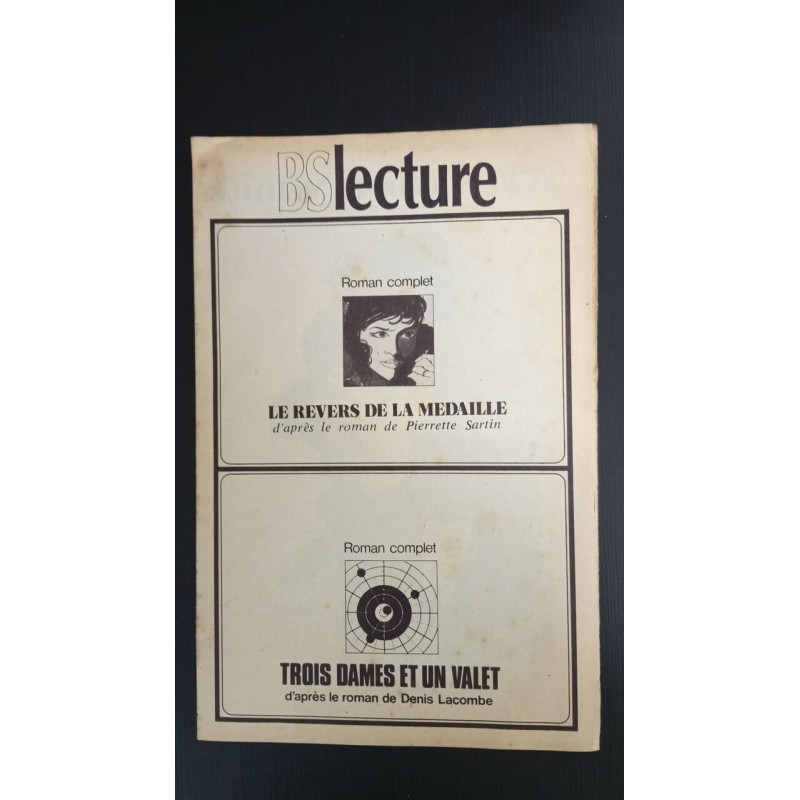 BSlecture
Roman complet
LE REVERS DE LA MEDAILLE
d'après le roman de Pierrette Sartin
Roman complet
TROIS DAMES ET UN VALET
d'après le roman de Denis Lacombe